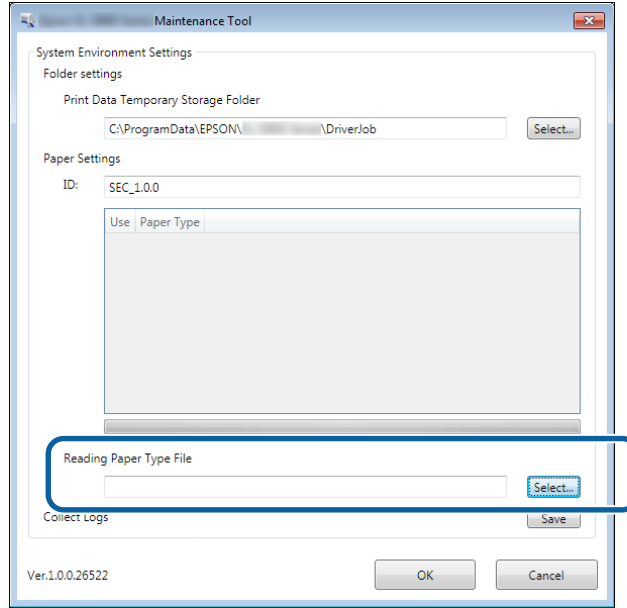 Maintenance Tool
System Environment Settings
Folder settings
Print Data Temporary Storage Folder
C:\ProgramData\EPSON\ \DriverJob Select...
Paper Settings
ID: SEC_1.0.0
Use Paper Type
Reading Paper Type File
Select...
Collect Logs Save
Ver.1.0.0.26522 OK Cancel